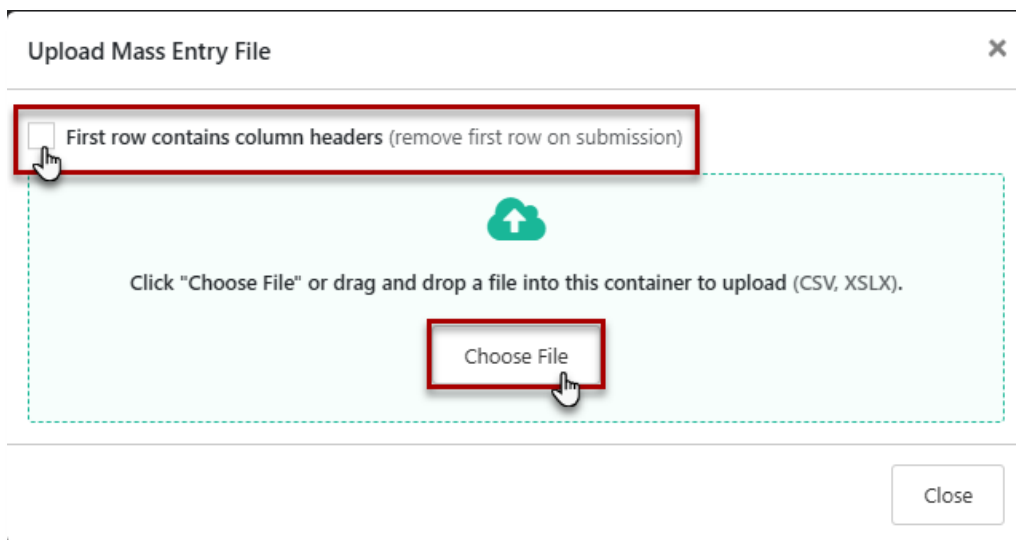 Upload Mass Entry File
First row contains column headers (remove first row on submission)
Click "Choose File" or drag and drop a file into this container to upload (CSV, XSLX).
Choose File
Close